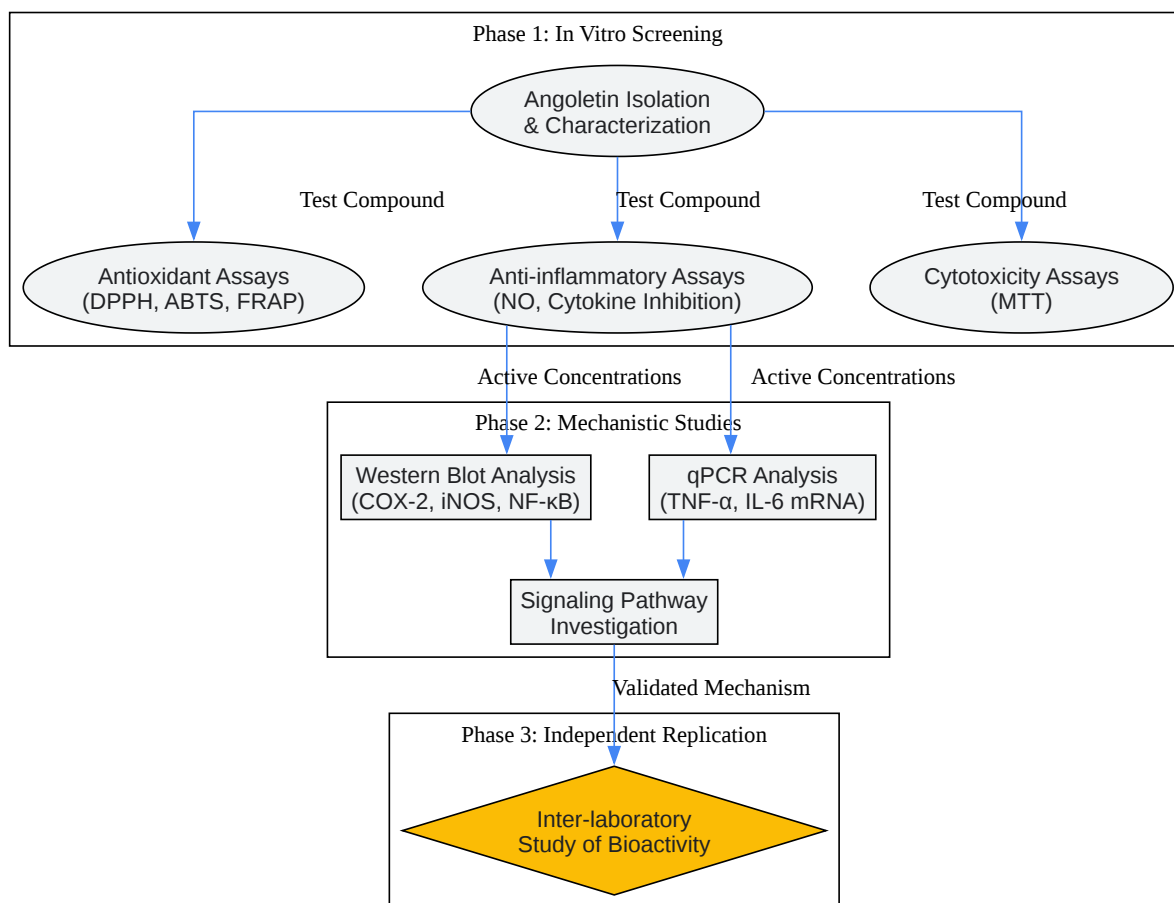 Phase 1: In Vitro Screening
Angoletin Isolation
& Characterization
Test Compound
Test Compound
Test Compound
Antioxidant Assays
(DPPH, ABTS, FRAP)
Anti-inflammatory Assays
(NO, Cytokine Inhibition)
Cytotoxicity Assays
(MTT)
Active Concentrations
Active Concentrations
Phase 2: Mechanistic Studies
Western Blot Analysis
(COX-2, iNOS, NF-κB)
qPCR Analysis
(TNF-α, IL-6 mRNA)
Signaling Pathway
Investigation
Validated Mechanism
Phase 3: Independent Replication
Inter-laboratory
Study of Bioactivity